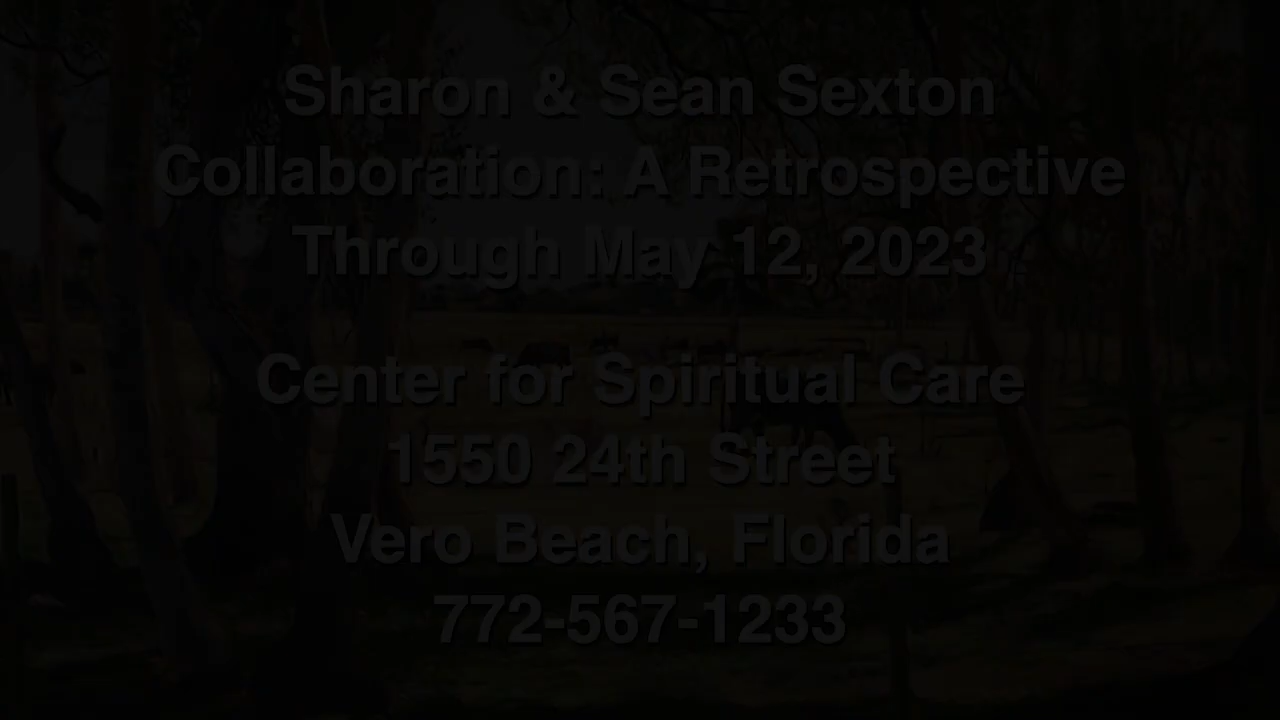 Sharon & Sean Sexton
Collaboration: A Retrospective
Through May 12, 2023
Center for Spiritual Care
1550 24th Street
Vero Beach, Florida
772-567-1233